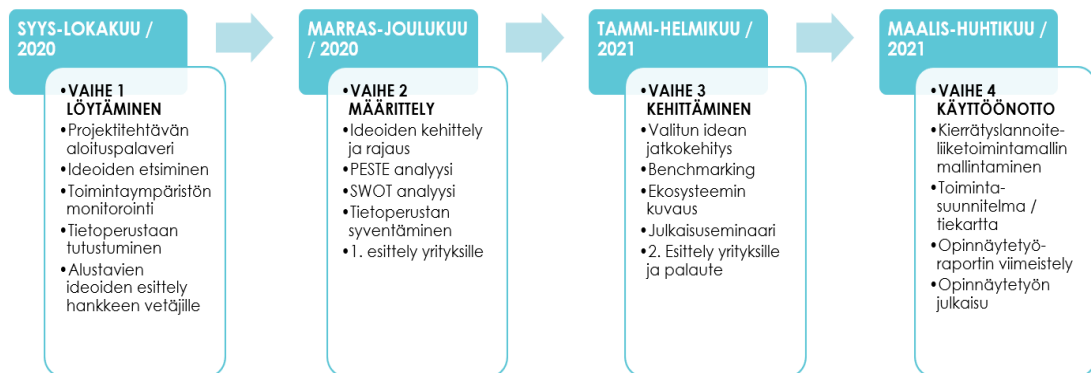 SYYS-LOKAKUU /
2020
•VAIHE 1
LÖYTÄMINEN
•Projektitehtävän
aloituspalaveri
•Ideoiden etsiminen
•Toimintaympäristön
monitorointi
•Tietoperustaan
tutustuminen
•Alustavien
ideoiden esittely
hankkeen vetäjille
MARRAS-JOULUKUU
/ 2020
•VAIHE 2
MÄÄRITTELY
•Ideoiden kehittely
ja rajaus
•PESTE analyysi
•SWOT analyysi
•Tietoperustan
syventäminen
•1. esittely yrityksille
TAMMI-HELMIKUU /
2021
•VAIHE 3
KEHITTÄMINEN
•Valitun idean
jatkokehitys
•Benchmarking
•Ekosysteemin
kuvaus
•Julkaisuseminaari
•2. Esittely yrityksille
ja palaute
MAALIS-HUHTIKUU /
2021
•VAIHE 4
KÄYTTÖÖNOTTO
•Kierrätyslannoite-
liiketoimintamallin
mallintaminen
•Toiminta-
suunnitelma /
tiekartta
•Opinnäytetyö-
raportin viimeistely
•Opinnäytetyön
julkaisu